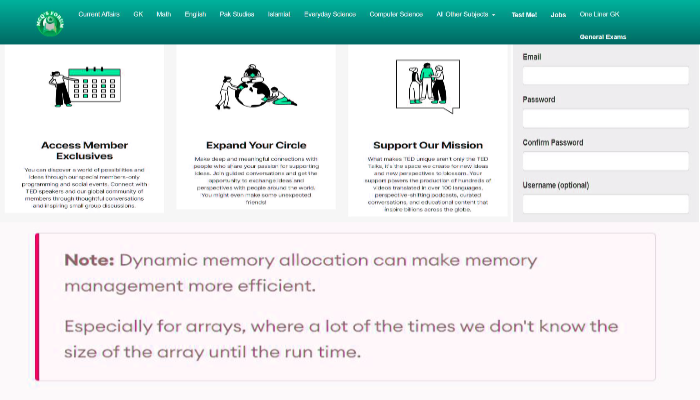 MCQ'S FORUM
Current Affairs GK Math English Pak Studies Islamiat Everyday Science Computer Science All Other Subjects Test Me! Jobs One Liner GK
General Exams
Access Member
Exclusives
You can discover a world of possibilities and
ideas through our special members-only
programming and social events. Connect with
TED speakers and our global community of
members through thoughtful conversations
and inspiring small group discussions.
Expand Your Circle
Make deep and meaningful connections with
people who share your passion for supporting
ideas. Join guided conversations and get the
opportunity to exchange ideas and
perspectives with people around the world.
You might even make some unexpected
friends!
Support Our Mission
What makes TED unique aren't only the TED
Talks, it's the space we create for new ideas
and new perspectives to blossom. Your
support powers the production of hundreds of
videos translated in over 100 languages,
perspective-shifting podcasts, curated
conversations, and educational content that
inspire billions across the globe.
Email
Password
Confirm Password
Username (optional)
Note: Dynamic memory allocation can make memory
management more efficient.
Especially for arrays, where a lot of the times we don't know the
size of the array until the run time.